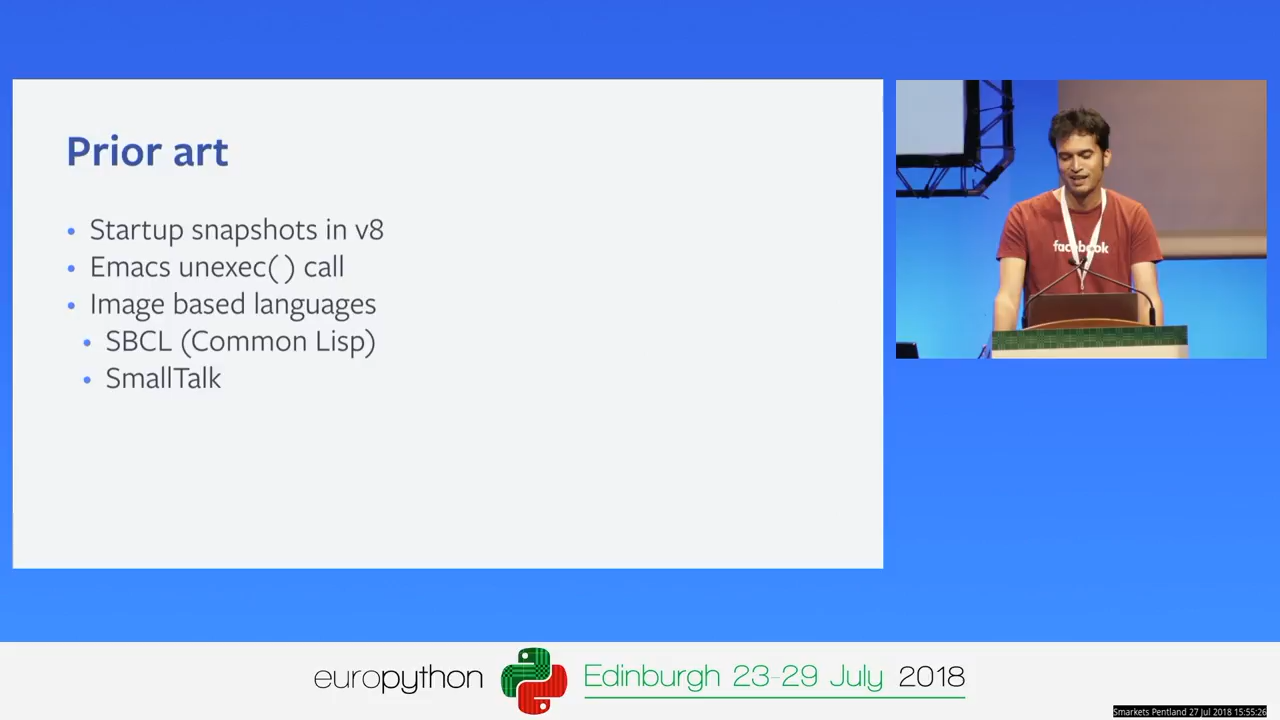 Prior art
• Startup snapshots in v8
• Emacs unexec( ) call
• Image based languages
• SBCL (Common Lisp)
• SmallTalk
facebook
europython
Edinburgh 23-29 July 2018
Smarkets Pentland 27 Jul 2018 15:55:26